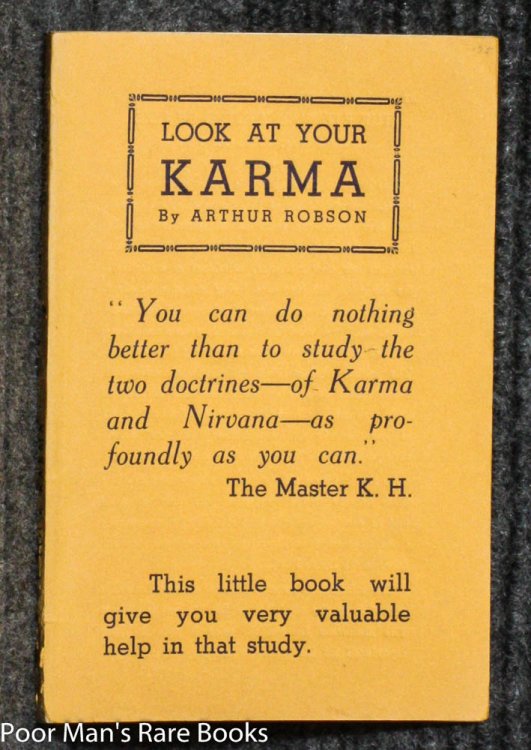 LOOK AT YOUR
KARMA
By ARTHUR ROBSON
" You can do nothing
better than to study the
two doctrines—of Karma
and Nirvana—as pro-
foundly as you can."
The Master K. H.
This little book will
give you very valuable
help in that study.
Poor Man's Rare Books